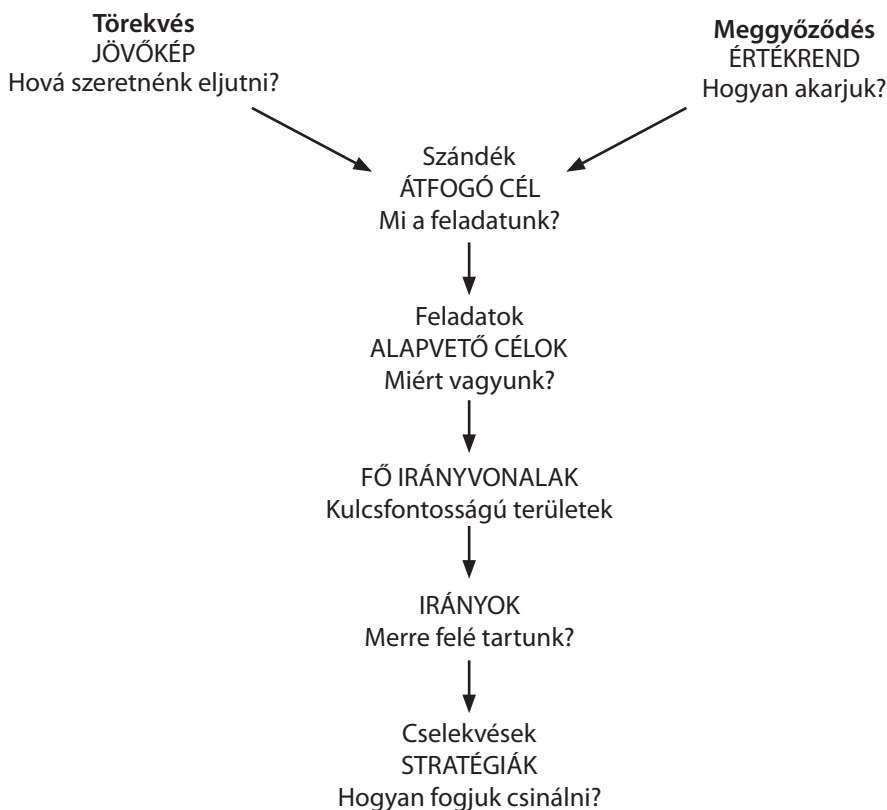 Törekvés
JÖVŐKÉP
Hová szeretnénk eljutni?
Meggyőződés
ÉRTÉKREND
Hogyan akarjuk?
Szándék
ÁTFOGÓ CÉL
Mi a feladatunk?
Feladatok
ALAPVETŐ CÉLOK
Miért vagyunk?
FŐ IRÁNYVONALAK
Kulcsfontosságú területek
IRÁNYOK
Merre felé tartunk?
Cselekvések
STRATÉGIÁK
Hogyan fogjuk csinálni?